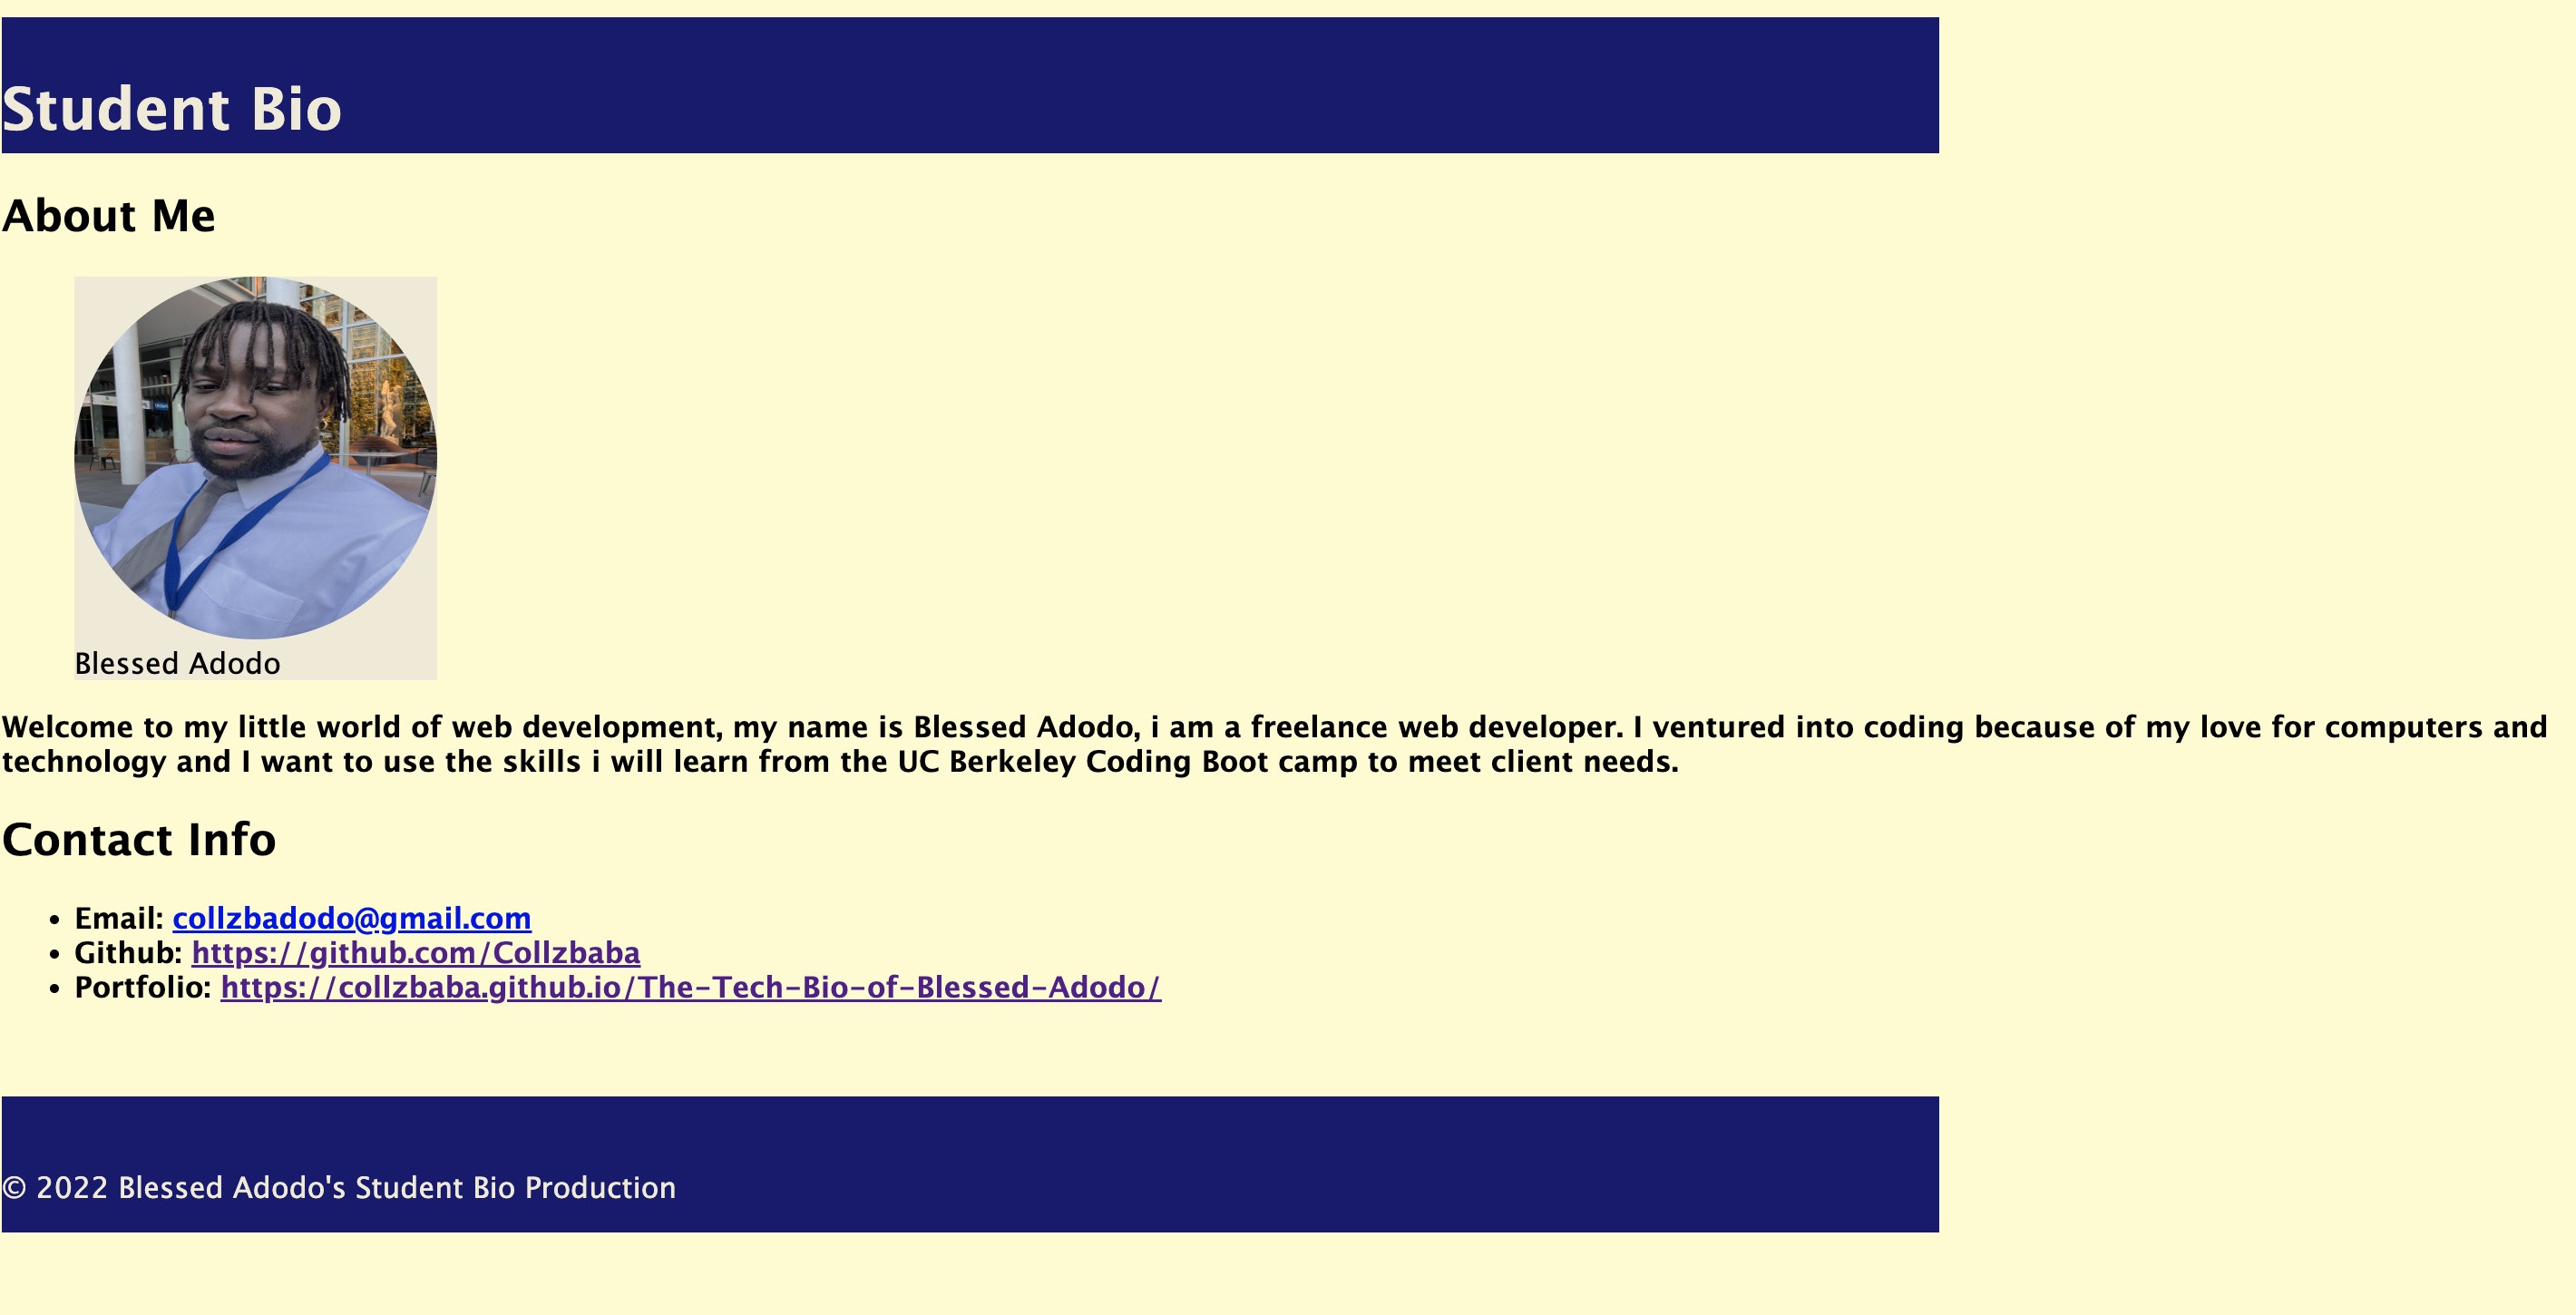 Student Bio
About Me
Blessed Adodo
Welcome to my little world of web development, my name is Blessed Adodo, i am a freelance web developer. I ventured into coding because of my love for computers and
technology and I want to use the skills i will learn from the UC Berkeley Coding Boot camp to meet client needs.
Contact Info
• Email: collzbadodo@gmail.com
• Github: https://github.com/Collzbaba
• Portfolio: https://collzbaba.github.io/The-Tech-Bio-of-Blessed-Adodo/
© 2022 Blessed Adodo's Student Bio Production